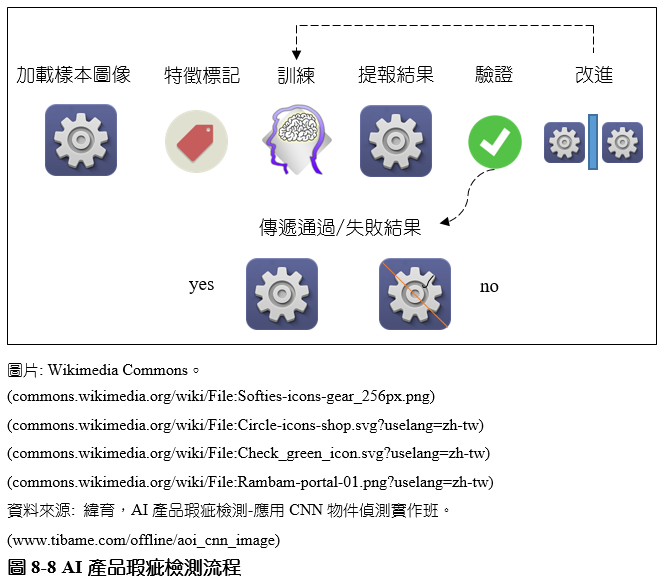 加載樣本圖像 特徵標記 訓練 提報結果 驗證 改進
傳遞通過/失敗結果
yes no
圖片: Wikimedia Commons。
(commons.wikimedia.org/wiki/File:Softies-icons-gear_256px.png)
(commons.wikimedia.org/wiki/File:Circle-icons-shop.svg?uselang=zh-tw)
(commons.wikimedia.org/wiki/File:Check_green_icon.svg?uselang=zh-tw)
(commons.wikimedia.org/wiki/File:Rambam-portal-01.png?uselang=zh-tw)
資料來源: 緯育，AI 產品瑕疵檢測-應用 CNN 物件偵測實作班。
(www.tibame.com/offline/aoi_cnn_image)
圖 8-8 AI 產品瑕疵檢測流程